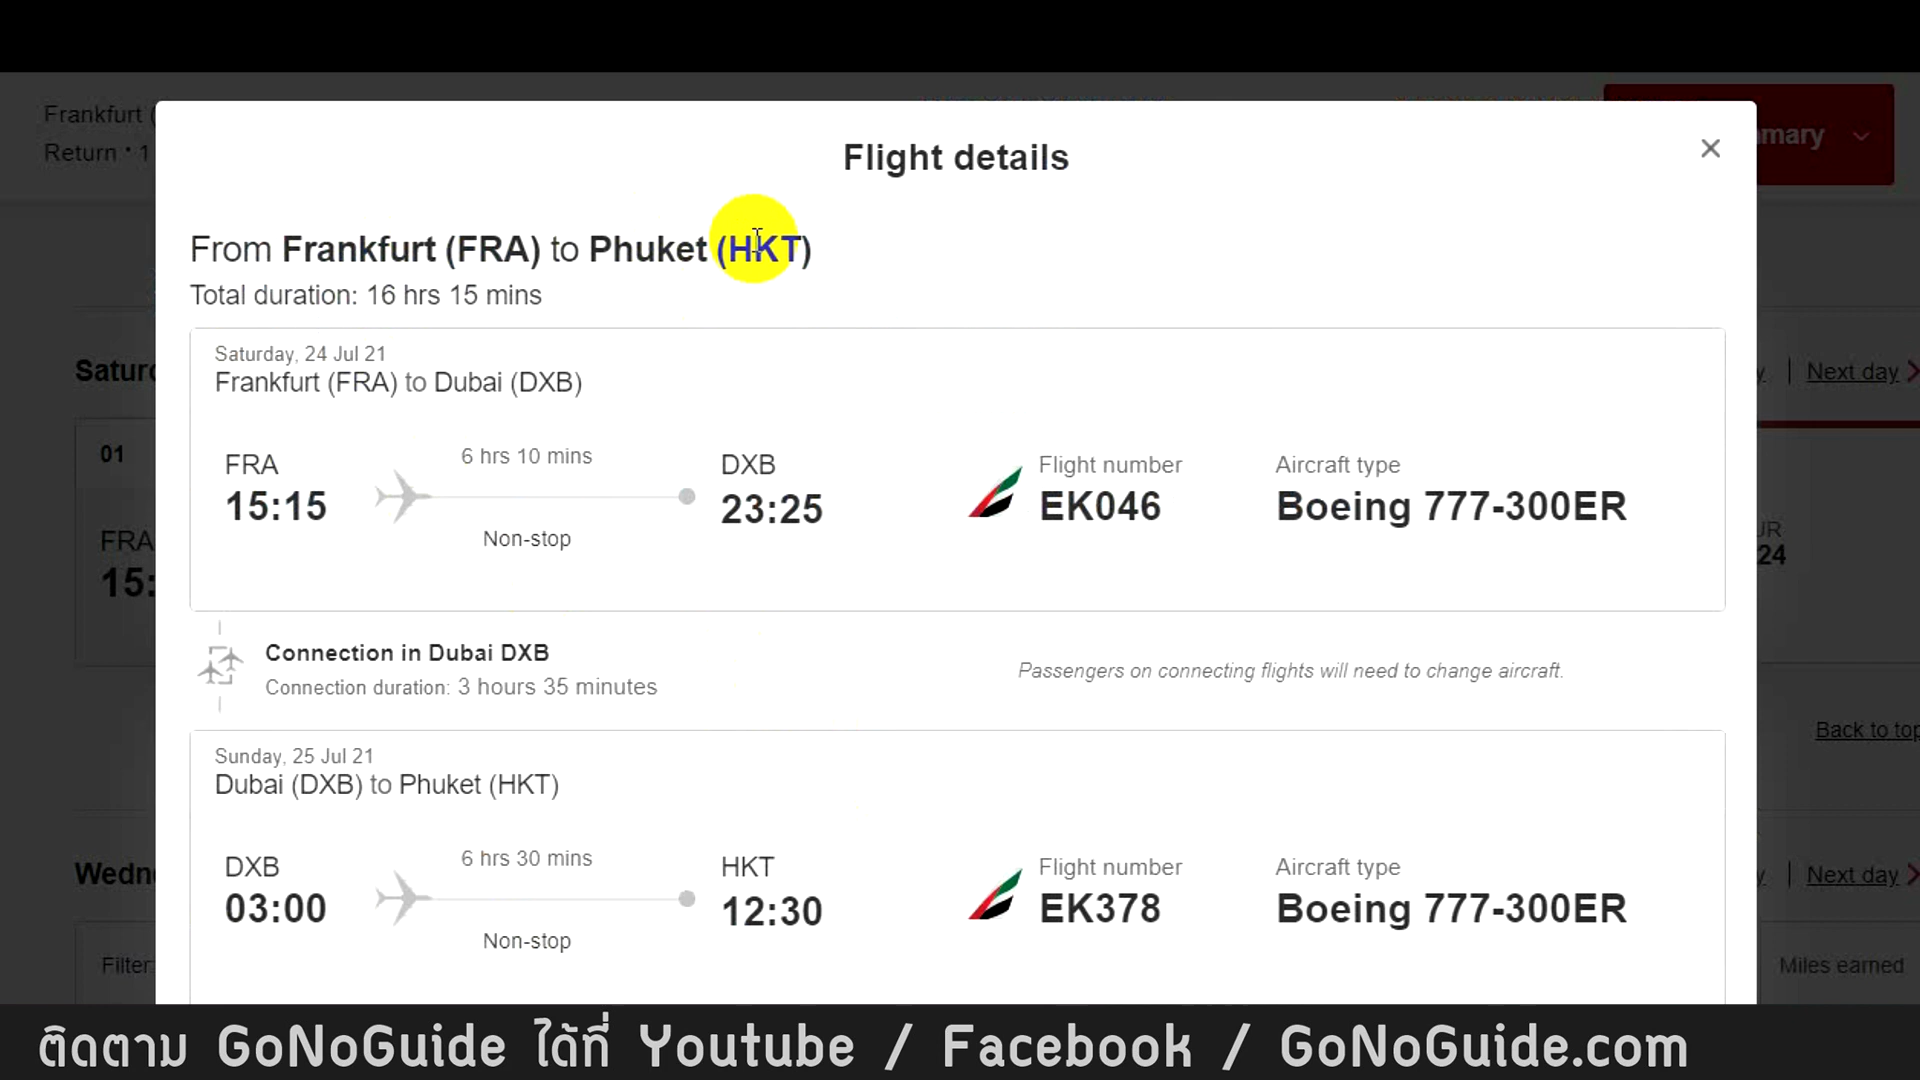 Frankfurt (
Return • 1
mmary
Flight details
From Frankfurt (FRA) to Phuket (HKT)
Total duration: 16 hrs 15 mins
Saturday, 24 Jul 21
Frankfurt (FRA) to Dubai (DXB)
FRA 6 hrs 10 mins DXB Flight number Aircraft type
15:15 23:25 EK046 Boeing 777-300ER
Non-stop
Connection in Dubai DXB
Connection duration: 3 hours 35 minutes
Passengers on connecting flights will need to change aircraft.
Sunday, 25 Jul 21
Dubai (DXB) to Phuket (HKT)
DXB 6 hrs 30 mins HKT Flight number Aircraft type
03:00 12:30 EK378 Boeing 777-300ER
Non-stop
Next day
01
FRA
15:
24
Back to top
Next day
Filter
Miles earned
ติดตาม GoNoGuide ได้ที่ Youtube / Facebook / GoNoGuide.com